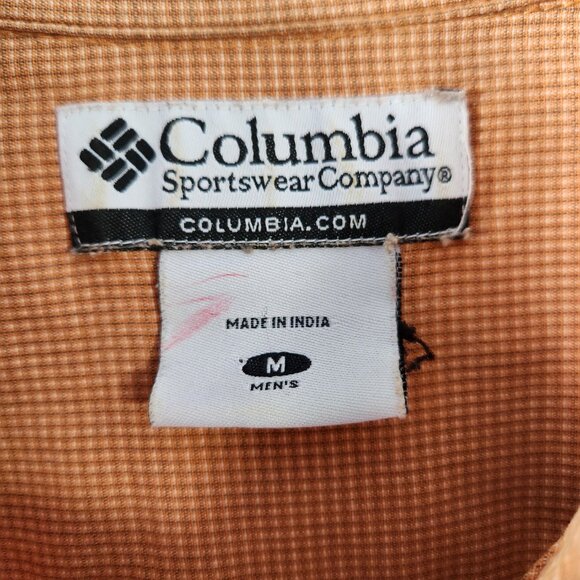 Columbia
Sportswear Company®
COLUMBIA.COM
MADE IN INDIA
M
MEN'S